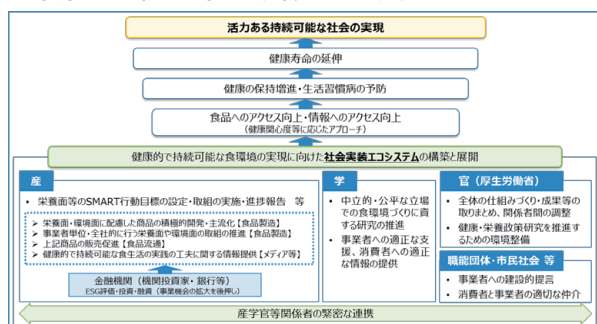 活力ある持続可能な社会の実現
健康寿命の延伸
健康の保持増進・生活習慣病の予防
食品へのアクセス向上・情報へのアクセス向上
（健康関心度等に応じたアプローチ）
健康的で持続可能な食環境の実現に向けた社会実装エコシステムの構築と展開
産
• 栄養面等のSMART行動目標の設定・取組の実施・進捗報告　等
➢ 栄養面・環境面に配慮した商品の積極的開発・主流化【食品製造】
➢ 事業者単位・全社的に行う栄養面や環境面の取組の推進【食品製造】
➢ 上記商品の販売促進【食品流通】
➢ 健康的で持続可能な食生活の実践の工夫に関する情報提供【メディア等】
金融機関（機関投資家・銀行等）
ESG評価・投資・融資（事業機会の拡大を後押し）
学
• 中立的・公平な立場
での食環境づくりに資
する研究の推進
• 事業者への適正な支
援、消費者への適正
な情報の提供
官（厚生労働省）
• 全体の仕組みづくり・成果等の
取りまとめ、関係者間の調整
• 健康・栄養政策研究を推進す
るための環境整備
職能団体・市民社会 等
• 事業者への建設的提言
• 消費者と事業者の適切な仲介
産学官等関係者の緊密な連携